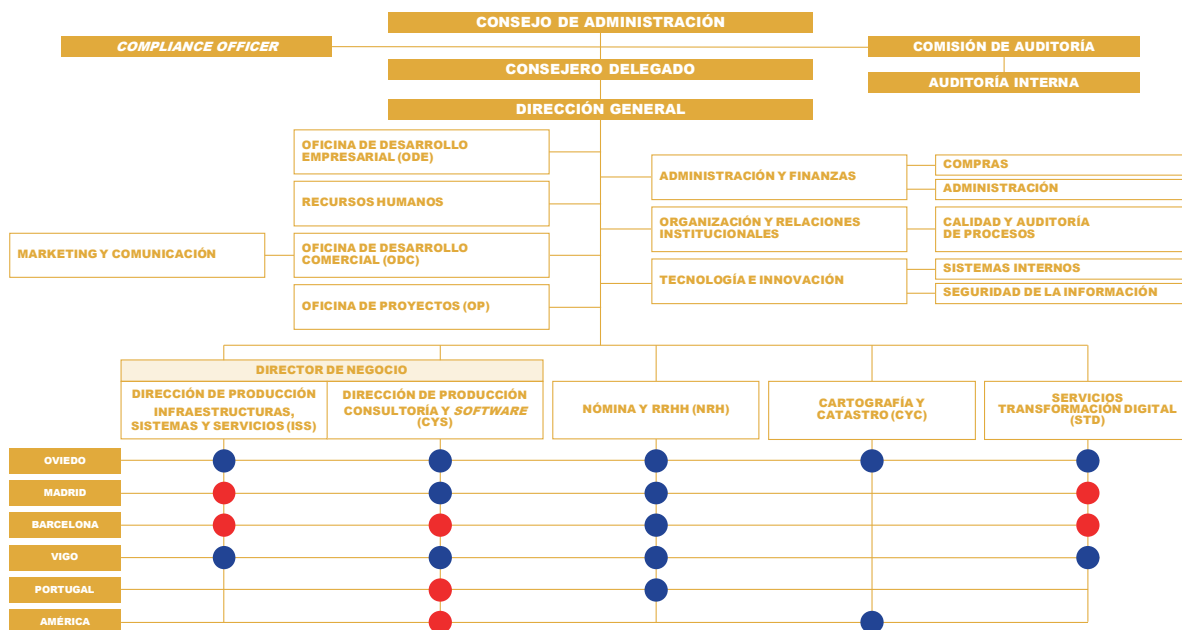 CONSEJO DE ADMINISTRACIÓN
COMPLIANCE OFFICER
COMISIÓN DE AUDITORÍA
CONSEJERO DELEGADO
AUDITORÍA INTERNA
DIRECCIÓN GENERAL
OFICINA DE DESARROLLO
EMPRESARIAL (ODE)
ADMINISTRACIÓN Y FINANZAS
COMPRAS
ADMINISTRACIÓN
RECURSOS HUMANOS
ORGANIZACIÓN Y RELACIONES
INSTITUCIONALES
CALIDAD Y AUDITORÍA
DE PROCESOS
MARKETING Y COMUNICACIÓN
OFICINA DE DESARROLLO
COMERCIAL (ODC)
TECNOLOGÍA E INNOVACIÓN
SISTEMAS INTERNOS
SEGURIDAD DE LA INFORMACIÓN
OFICINA DE PROYECTOS (OP)
DIRECTOR DE NEGOCIO
DIRECCIÓN DE PRODUCCIÓN
INFRAESTRUCTURAS,
SISTEMAS Y SERVICIOS (ISS)
DIRECCIÓN DE PRODUCCIÓN
CONSULTORÍA Y SOFTWARE
(CYS)
NÓMINA Y RRHH (NRH)
CARTOGRAFÍA Y
CATASTRO (CYC)
SERVICIOS
TRANSFORMACIÓN DIGITAL
(STD)
OVIEDO
MADRID
BARCELONA
VIGO
PORTUGAL
AMÉRICA